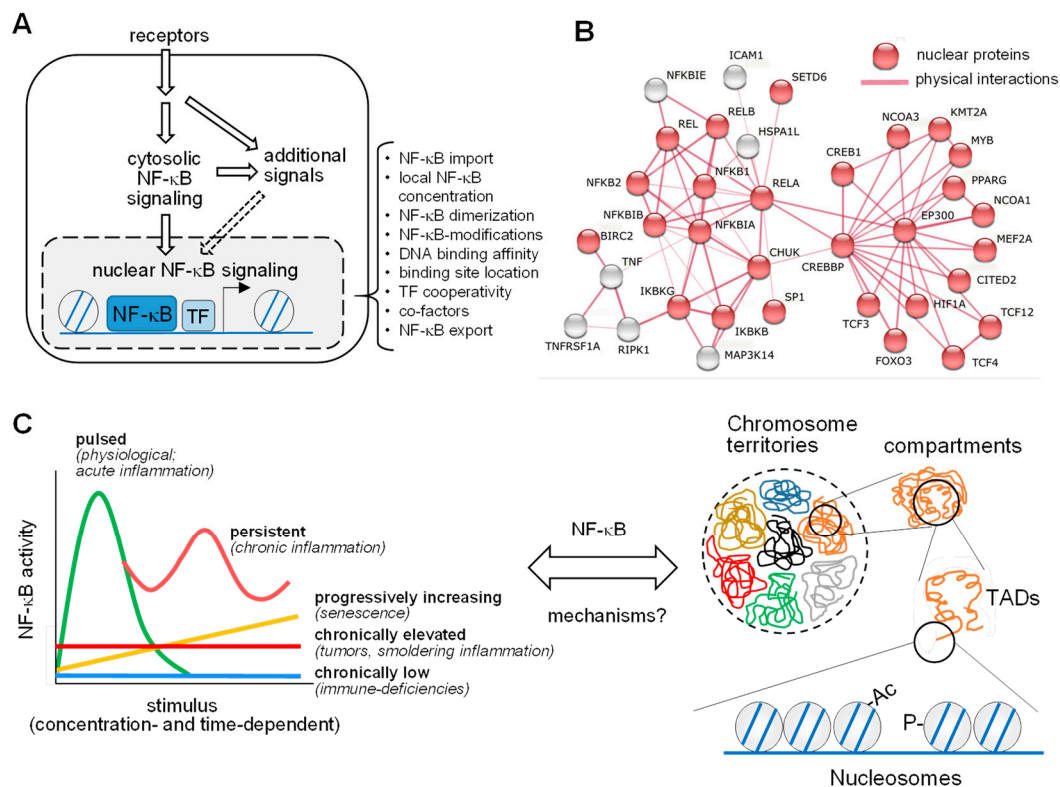 A
receptors
cytosolic
NF-κB
signaling
additional
signals
nuclear NF-κB signaling
NF-κB
TF
• NF-κB import
• local NF-κB
concentration
• NF-κB dimerization
• NF-κB-modifications
• DNA binding affinity
• binding site location
• TF cooperativity
• co-factors
• NF-κB export
B
nuclear proteins
physical interactions
ICAM1
NFKBIE
SETD6
RELB
REL
HSPA1L
NFKB2
NFKB1
RELA
NFKBIB
NFKBIA
BIRC2
TNF
CHUK
IKBKG
SP1
IKBKB
TNFRSF1A
RIPK1
MAP3K14
NCOA3
KMT2A
CREB1
MYB
PPARG
EP300
NCOA1
MEF2A
CREBBP
CITED2
HIF1A
TCF12
TCF3
FOXO3
TCF4
C
NF-κB activity
pulsed
(physiological;
acute inflammation)
persistent
(chronic inflammation)
progressively increasing
(senescence)
chronically elevated
(tumors, smoldering inflammation)
chronically low
(immune-deficiencies)
stimulus
(concentration- and time-dependent)
NF-κB
mechanisms?
Chromosome
territories
compartments
TADs
-Ac
P-
Nucleosomes